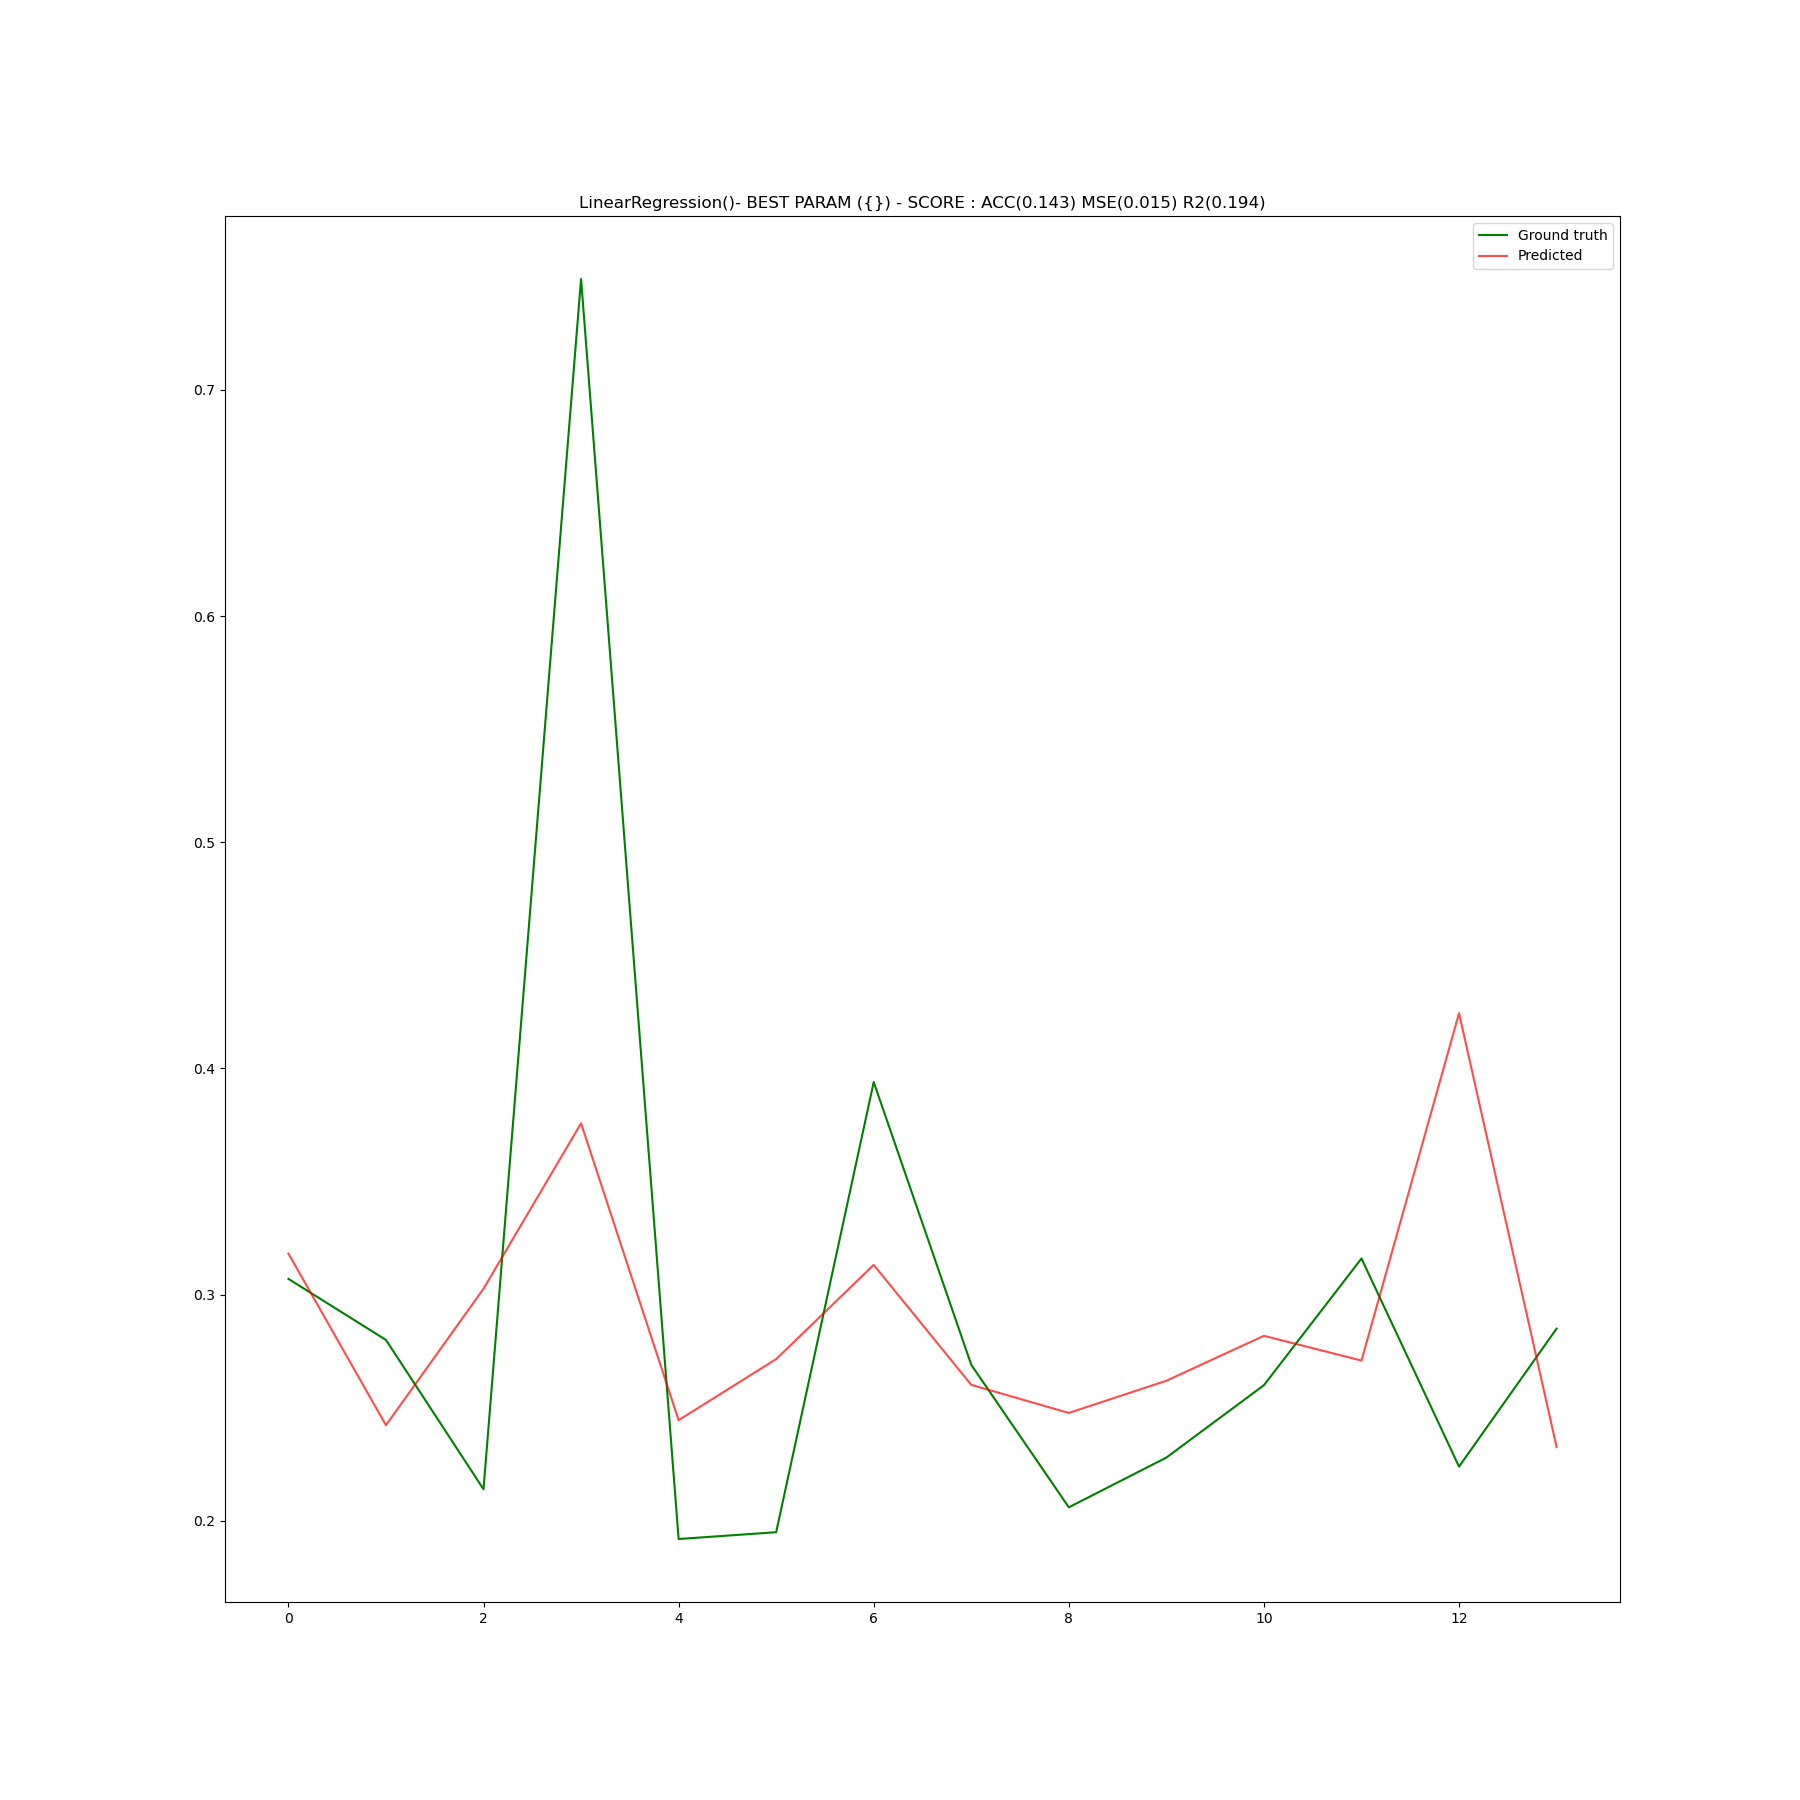 LinearRegression()- BEST PARAM ({}) - SCORE : ACC(0.143) MSE(0.015) R2(0.194)
Ground truth
Predicted
0.7
0.6
0.5
0.4
0.3
0.2
0 2 4 6 8 10 12